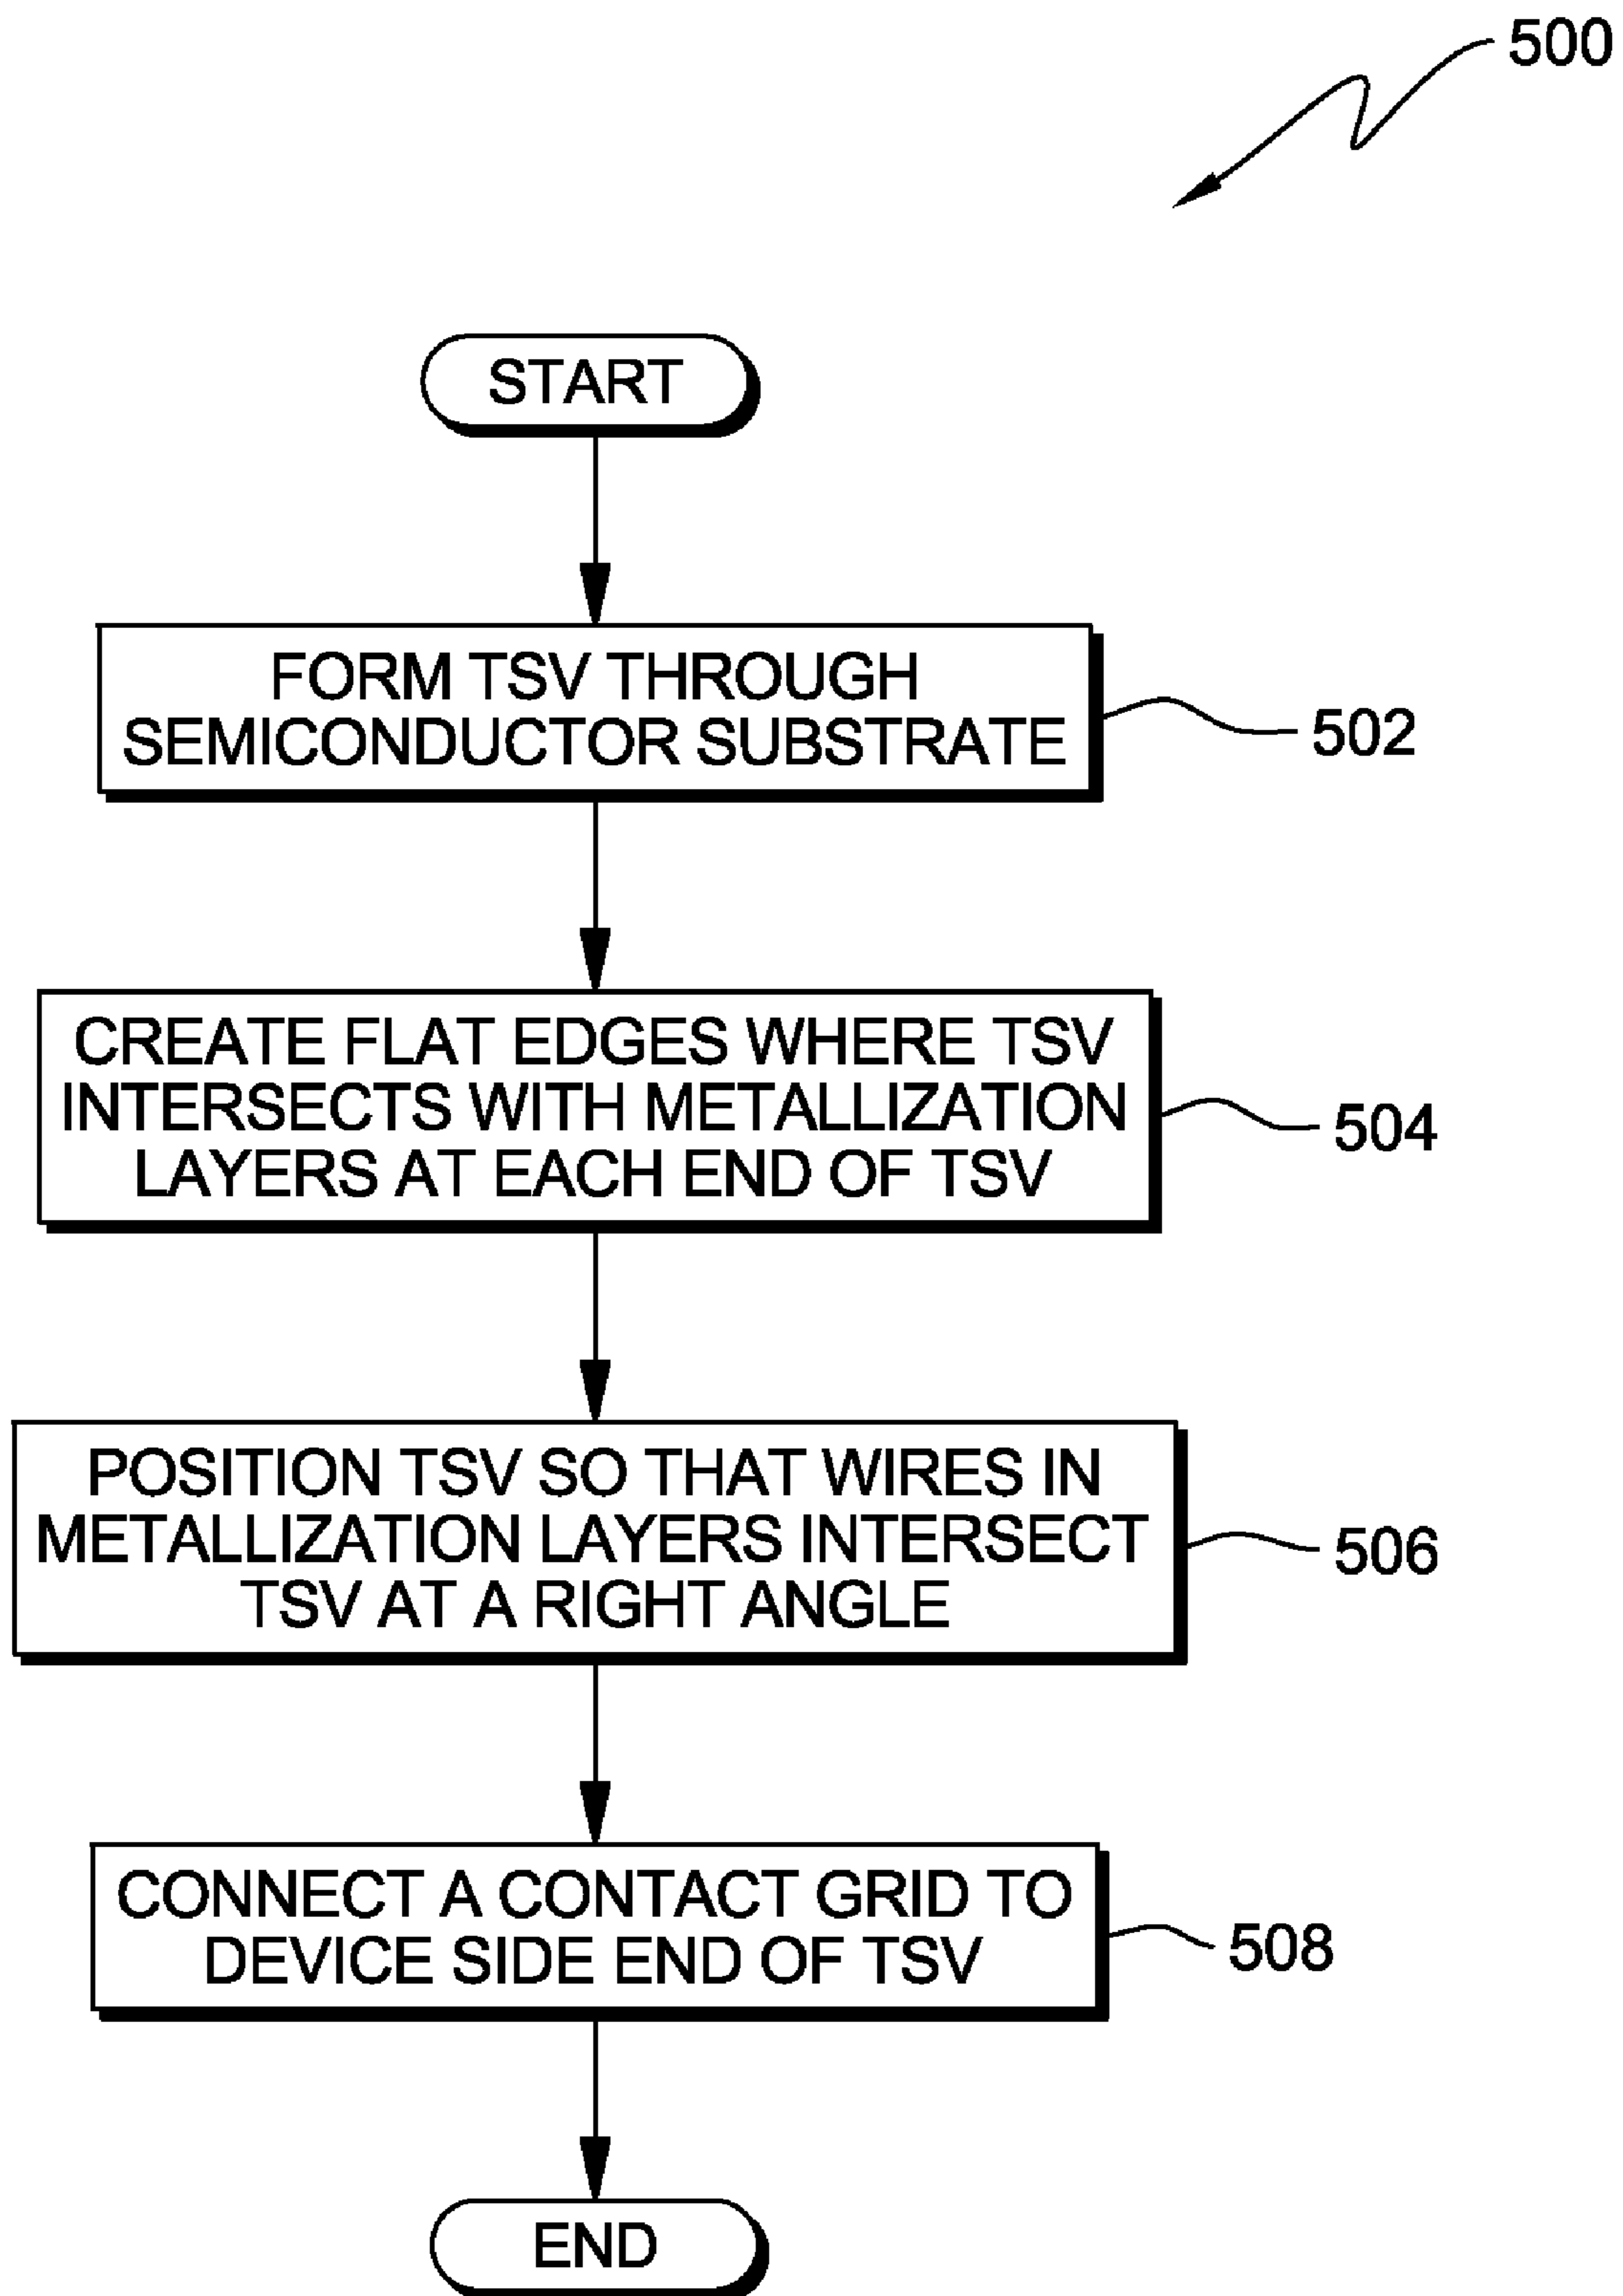 500
START
FORM TSV THROUGH
SEMICONDUCTOR SUBSTRATE
502
CREATE FLAT EDGES WHERE TSV
INTERSECTS WITH METALLIZATION
LAYERS AT EACH END OF TSV
504
POSITION TSV SO THAT WIRES IN
METALLIZATION LAYERS INTERSECT
TSV AT A RIGHT ANGLE
506
CONNECT A CONTACT GRID TO
DEVICE SIDE END OF TSV
508
END